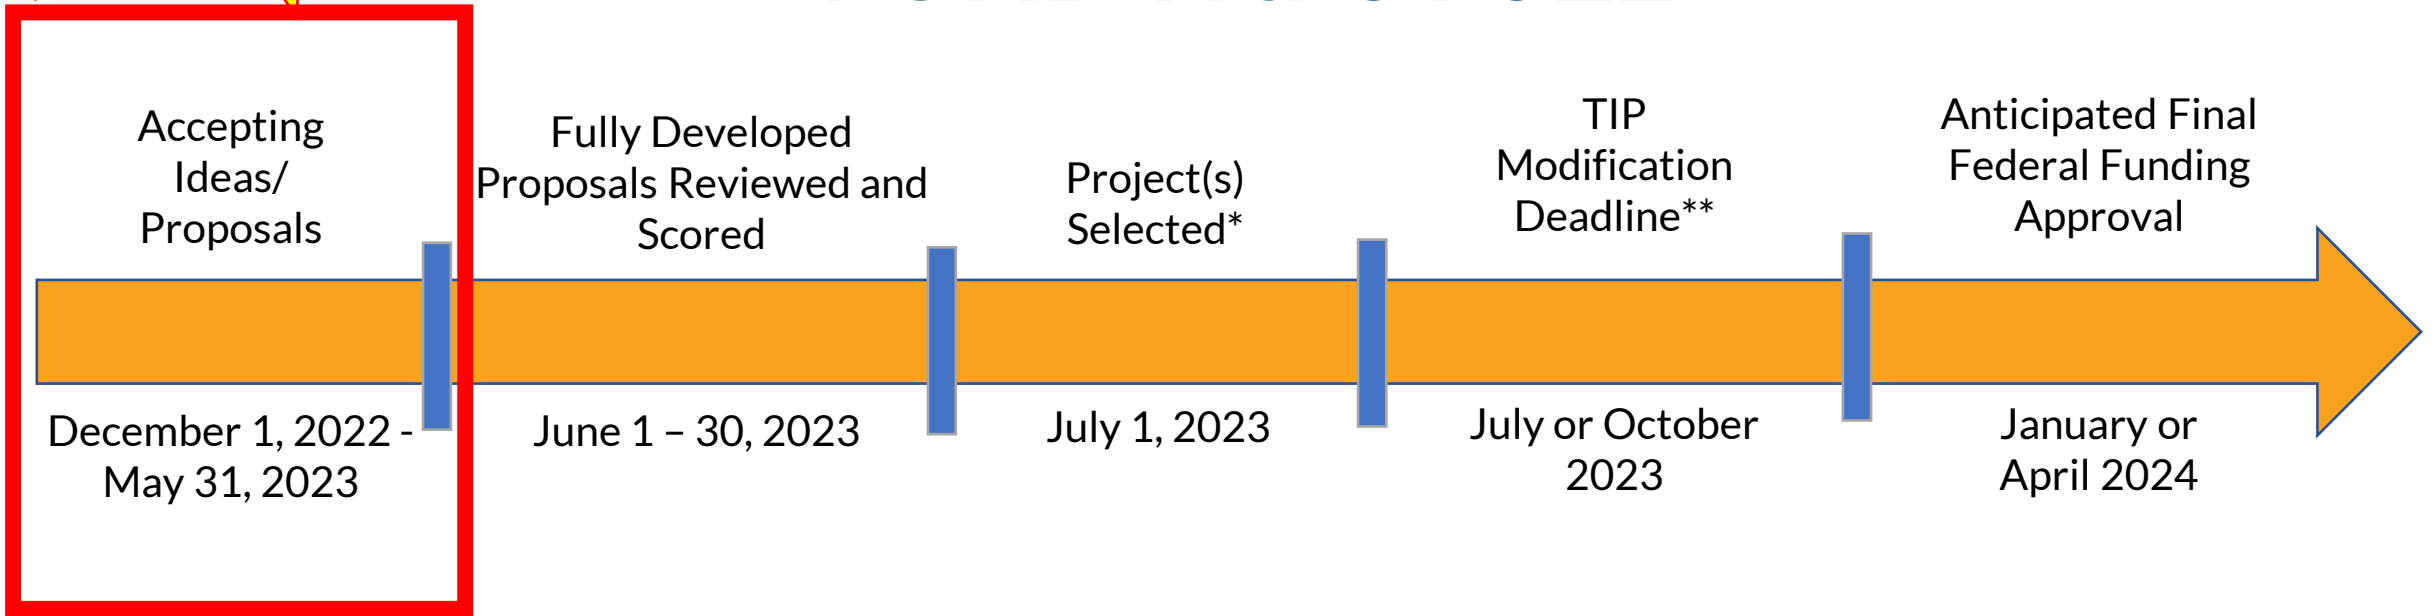 Accepting
Ideas/
Proposals
Fully Developed
Proposals Reviewed and
Scored
Project(s)
Selected*
TIP
Modification
Deadline**
Anticipated Final
Federal Funding
Approval
December 1, 2022 -
May 31, 2023
June 1 – 30, 2023
July 1, 2023
July or October
2023
January or
April 2024